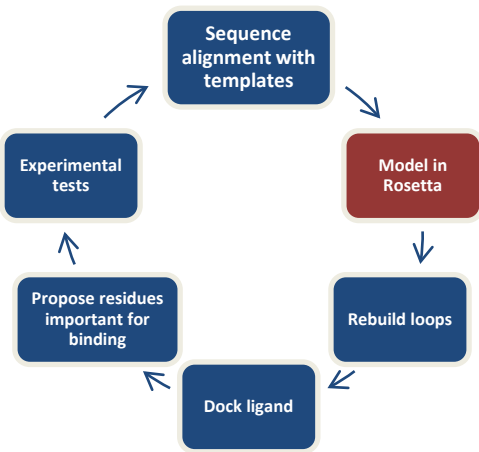 Sequence
alignment with
templates
Model in
Rosetta
Rebuild loops
Dock ligand
Propose residues
important for
binding
Experimental
tests